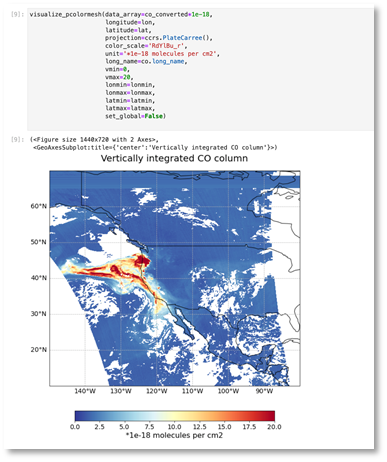 [9]: visualize_pcolormesh(data_array=co_converted*1e-18,
longitude=lon,
latitude=lat,
projection=ccrs.PlateCarree(),
color_scale='RdYlBu_r',
unit='*1e-18 molecules per cm2',
long_name=co.long_name,
vmin=0,
vmax=20,
lonmin=lonmin,
lonmax=lonmax,
latmin=latmin,
latmax=latmax,
set_global=False)
[9]: (<Figure size 1440x720 with 2 Axes>,
<GeoAxesSubplot:title={'center':'Vertically integrated CO column'}>)
Vertically integrated CO column
60°N
50°N
40°N
30°N
20°N
140°W 130°W 120°W 110°W 100°W 90°W
0.0 2.5 5.0 7.5 10.0 12.5 15.0 17.5 20.0
*1e-18 molecules per cm2